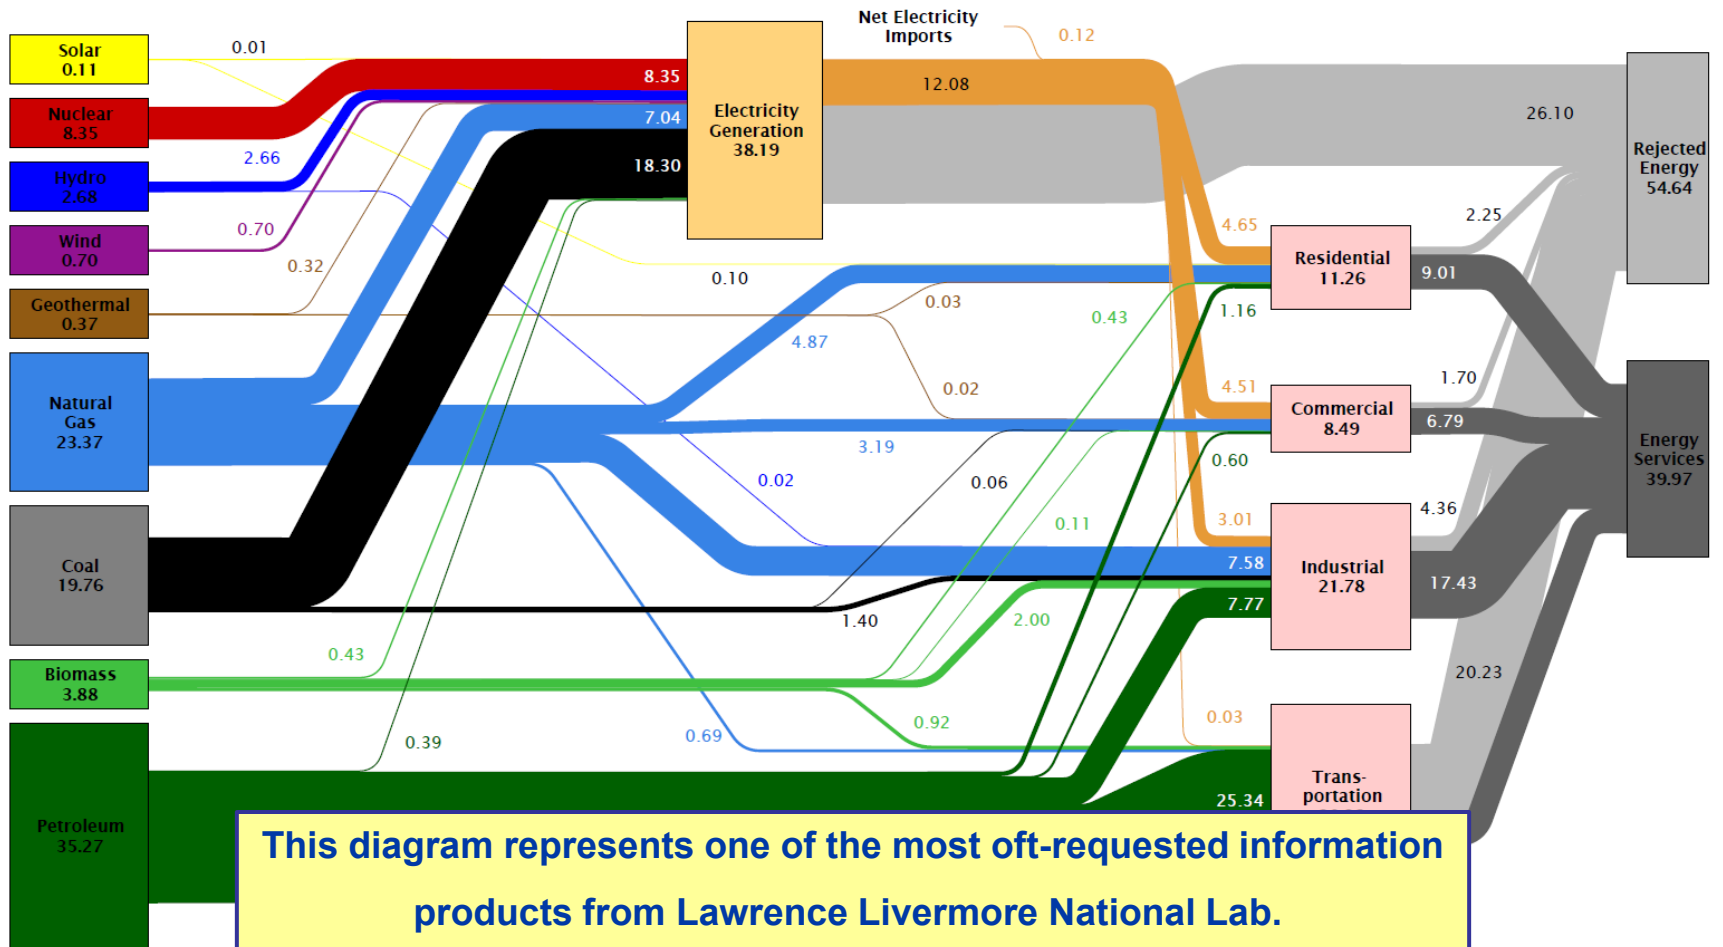 Solar
0.11
Nuclear
8.35
Hydro
2.68
Wind
0.70
Geothermal
0.37
Natural
Gas
23.37
Coal
19.76
Biomass
3.88
Petroleum
35.27
0.01
2.66
0.70
0.32
0.43
0.39
8.35
7.04
18.30
Electricity
Generation
38.19
Net Electricity
Imports
0.12
12.08
26.10
0.10
4.87
0.03
0.02
3.19
0.02
0.06
0.43
0.11
1.40
2.00
0.92
0.69
4.65
1.16
4.51
0.60
3.01
7.58
7.77
0.03
25.34
Residential
11.26
Commercial
8.49
Industrial
21.78
Trans-
portation
2.25
9.01
1.70
6.79
4.36
17.43
20.23
Rejected
Energy
54.64
Energy
Services
39.97
This diagram represents one of the most oft-requested information
products from Lawrence Livermore National Lab.